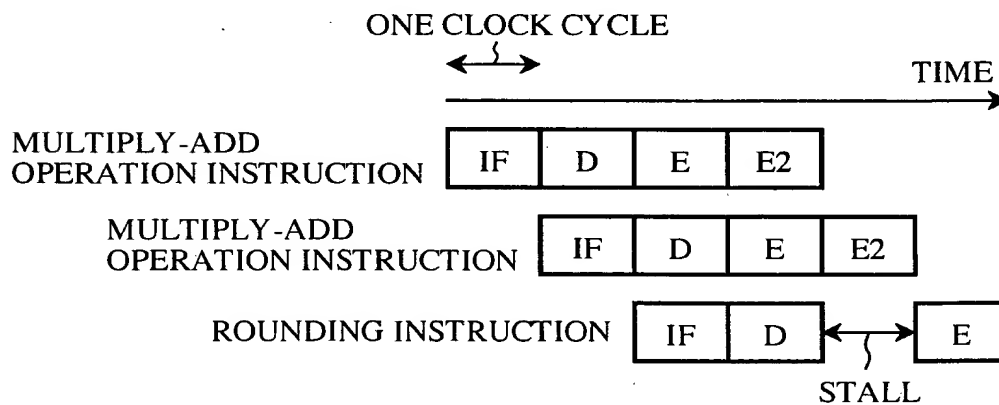 ONE CLOCK CYCLE
TIME
MULTIPLY-ADD
OPERATION INSTRUCTION
IF D E E2
MULTIPLY-ADD
OPERATION INSTRUCTION
IF D E E2
ROUNDING INSTRUCTION
IF D E
STALL